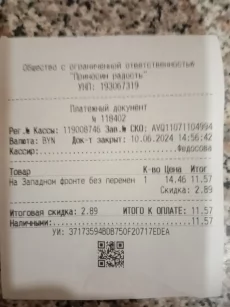 Общество с ограниченной ответственностью
"Приносим радость"
УНП: 193067319
Платежный документ
№ 118402
Рег.№ Кассы: 119008746 Зав.№ СКО: AVQ11071104994
Валюта: BYN Док-т закрыт: 10.06.2024 14:56:42
Кассир: Федосова
Товар К-во Цена Итог
На Западном фронте без перемен 1 14.46 11.57
Скидка: 2.89
Итоговая скидка: 2.89 ИТОГО К ОПЛАТЕ: 11.57
Наличными: 11.57
УИ: 3717359480B750F20717EDEA